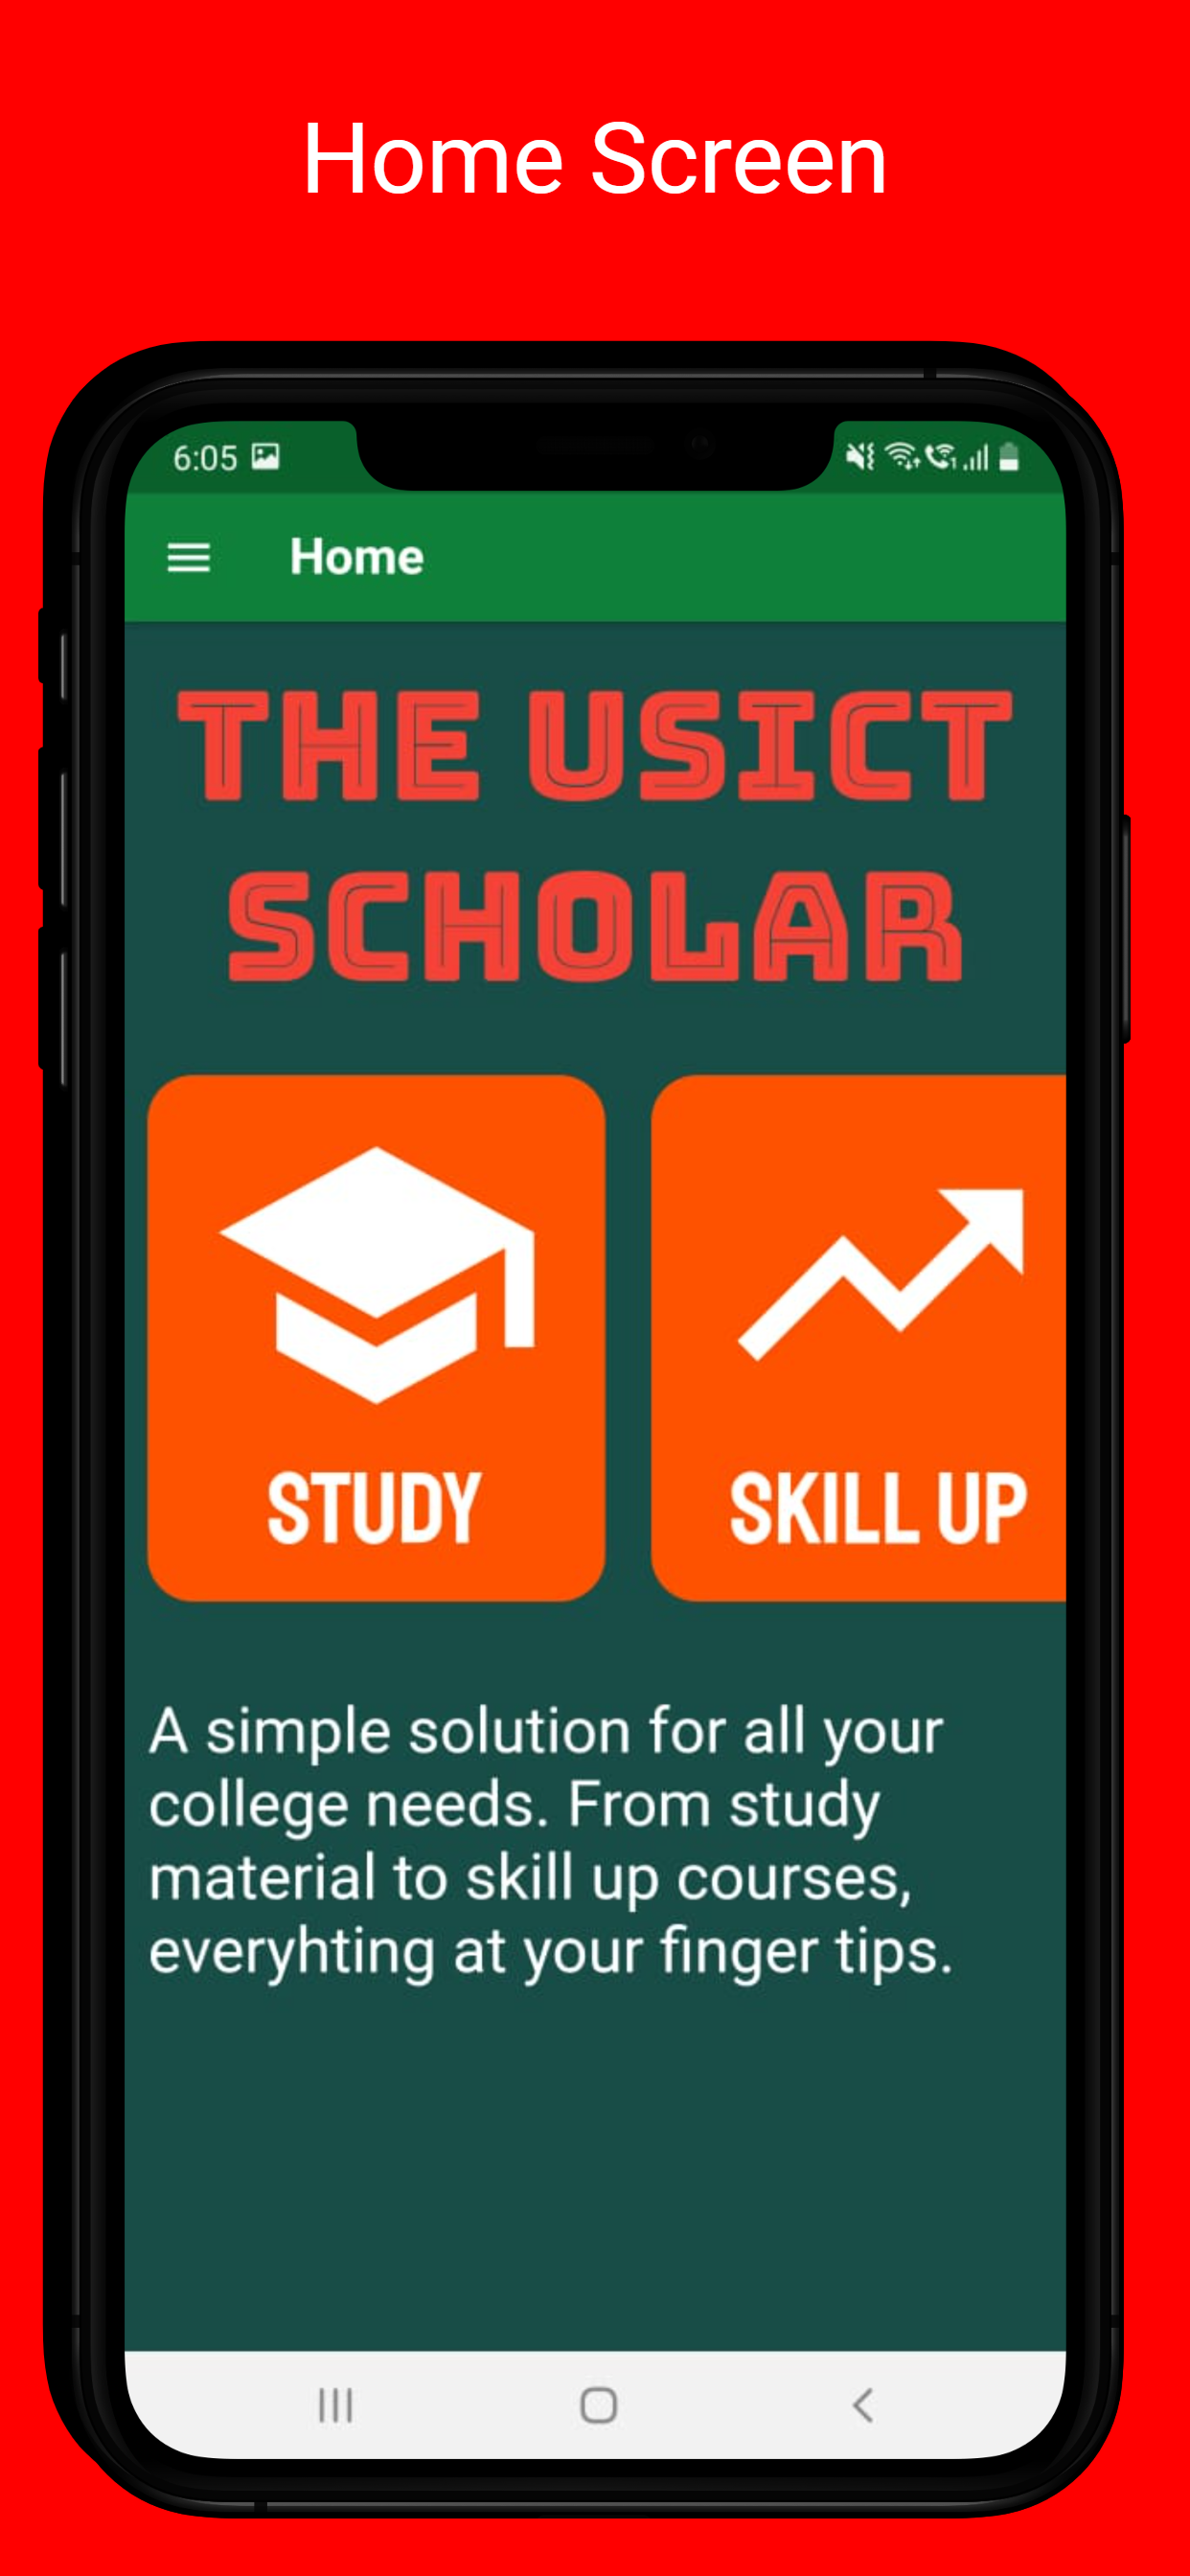 Home Screen
6:05
Home
THE USICT
SCHOLAR
STUDY
SKILL UP
A simple solution for all your
college needs. From study
material to skill up courses,
everyhting at your finger tips.